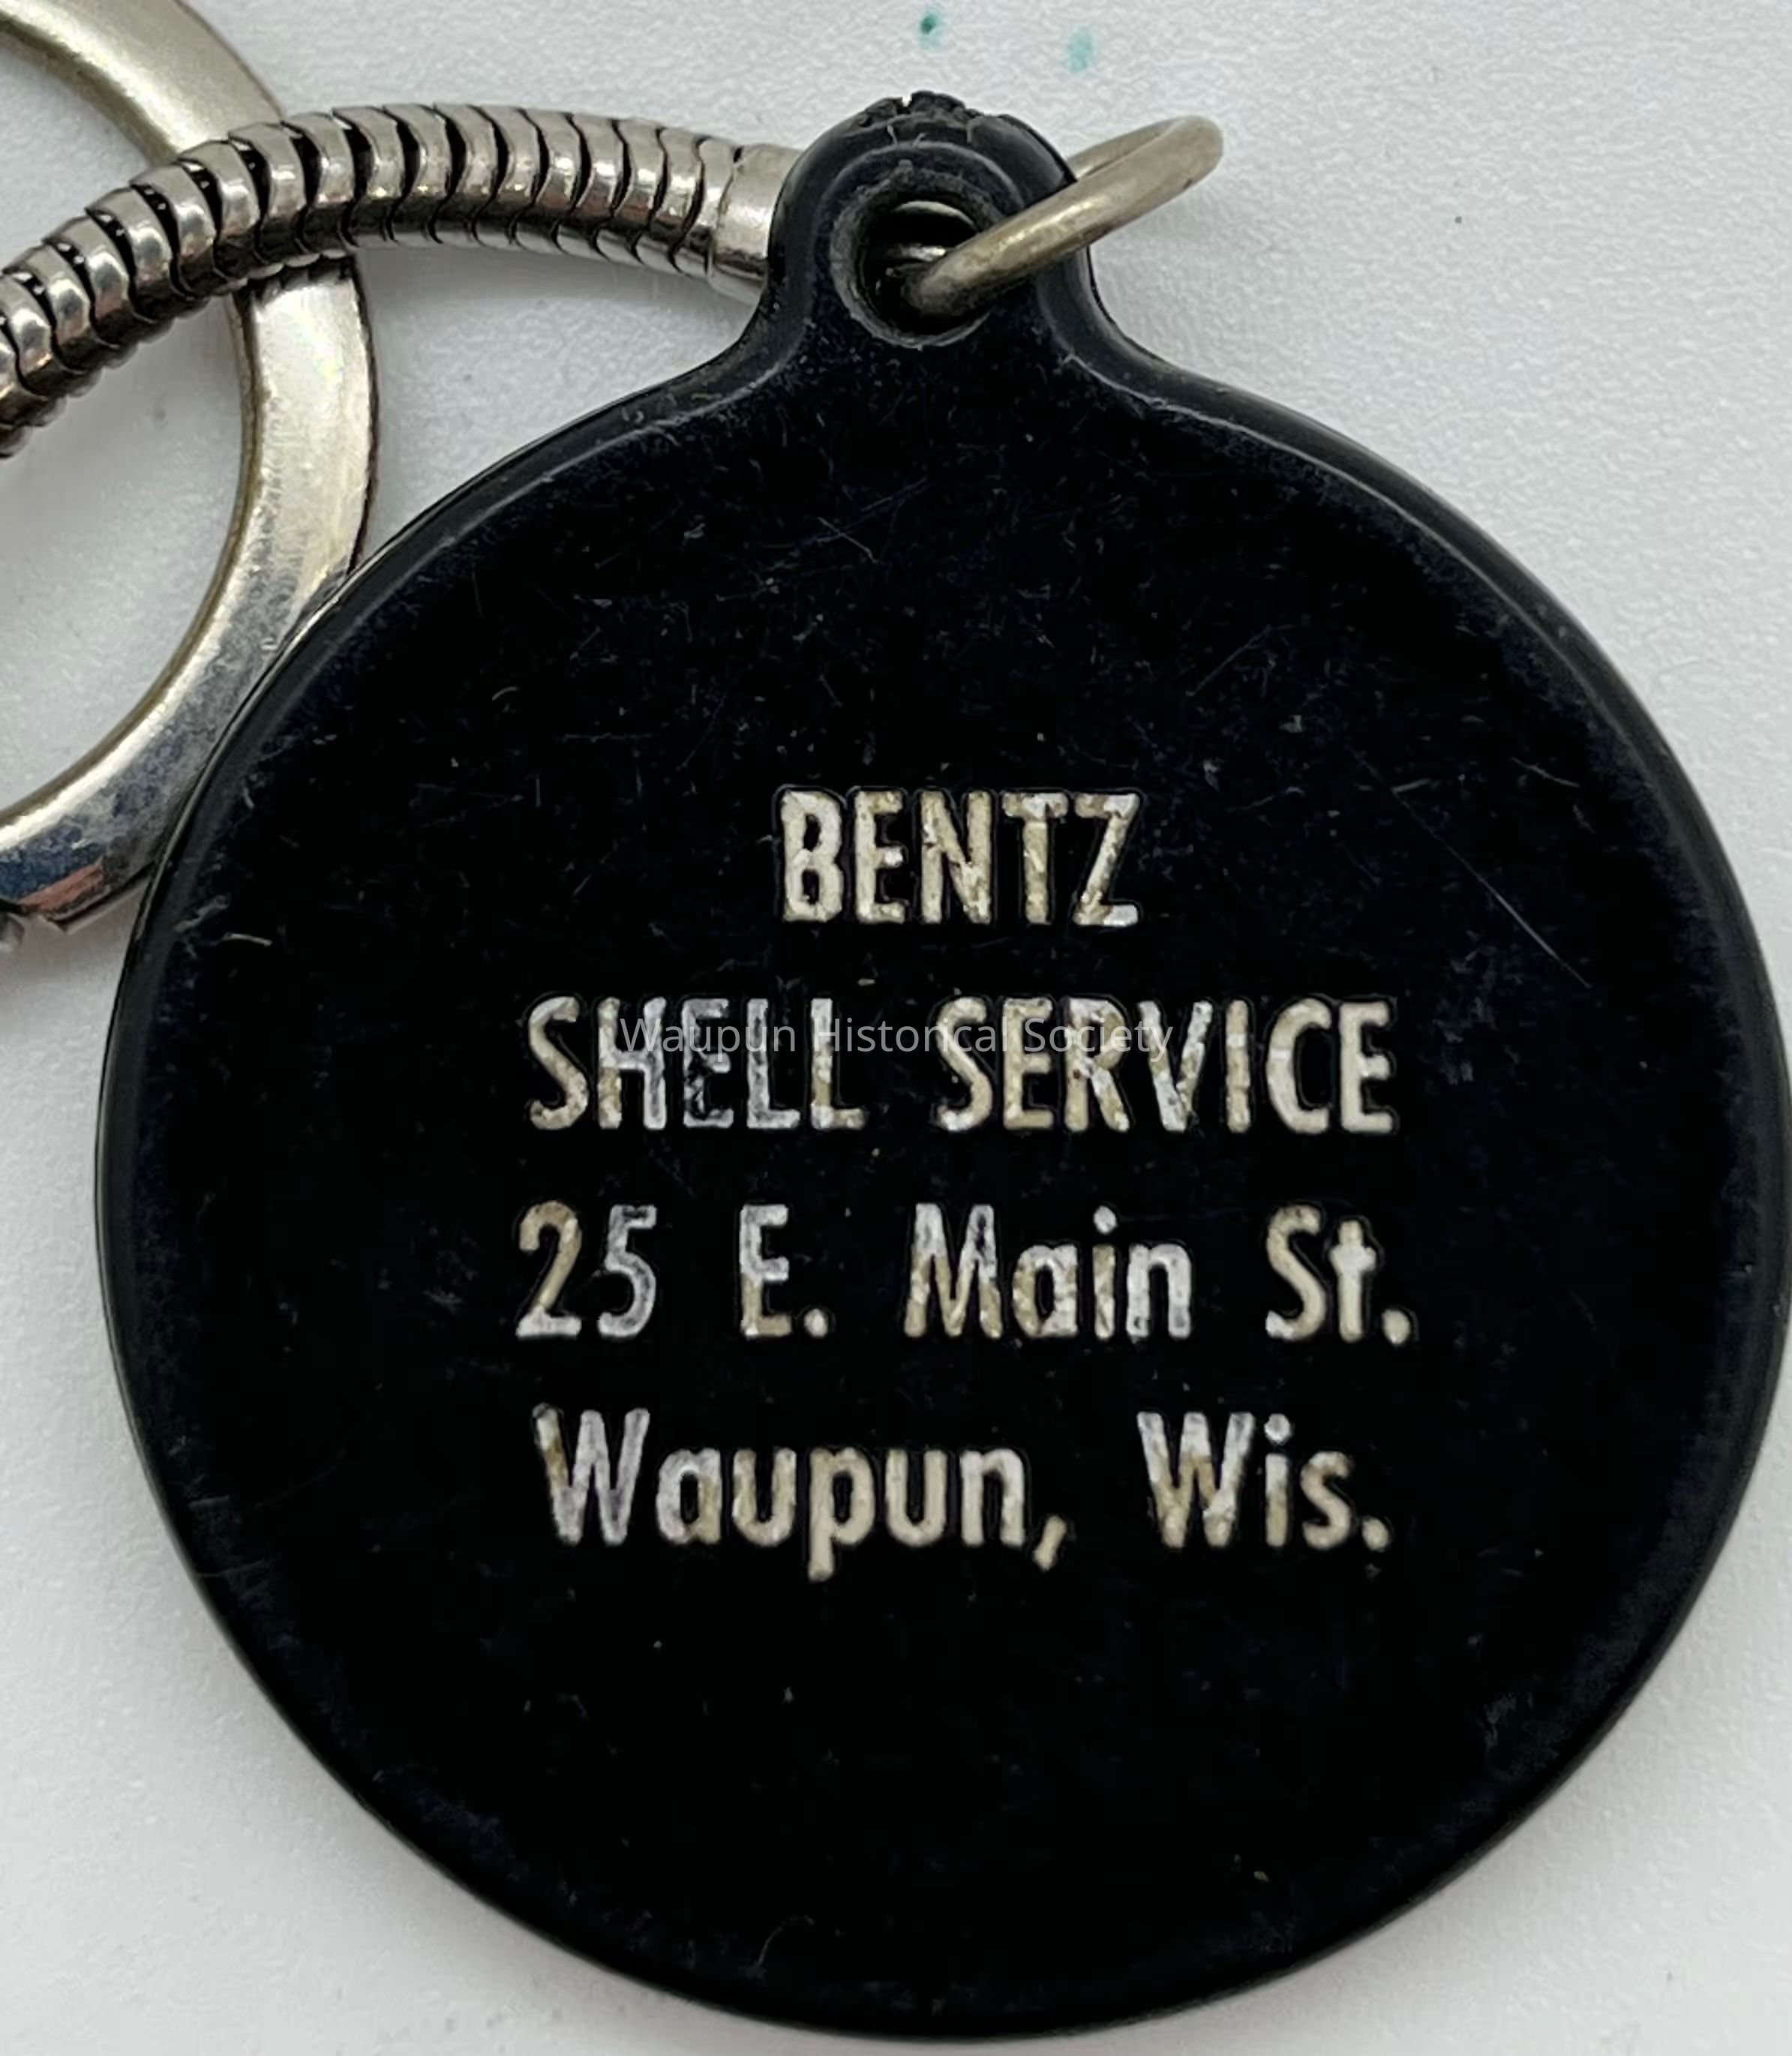 BENTZ
SHELL SERVICE
Waupun Historical Society
25 E. Main St.
Waupun, Wis.